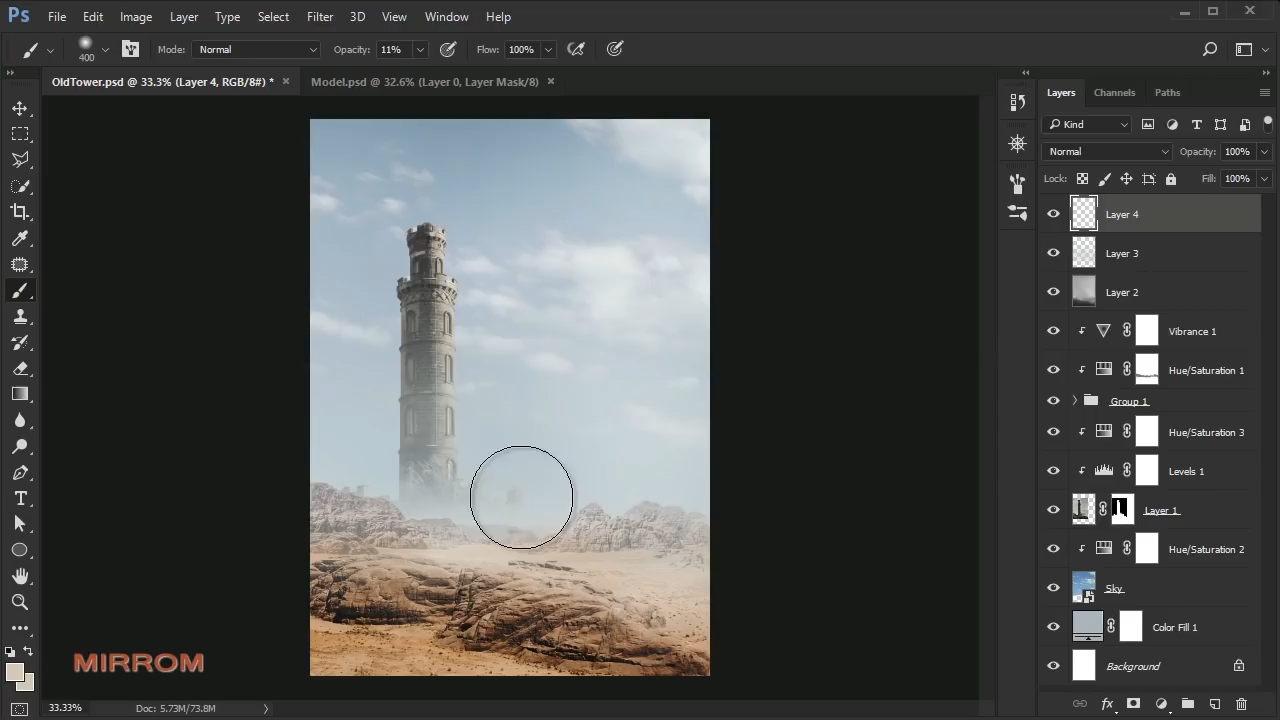 Ps File Edit Image Layer Type Select Filter 3D View Window Help
400 Mode: Normal Opacity: 11% Flow: 100%
OldTower.psd @ 33.3% (Layer 4, RGB/8#) * Model.psd @ 32.6% (Layer 0, Layer Mask/8)
Layers Channels Paths
Kind
Normal Opacity: 100%
Lock: Fill: 100%
Layer 4
Layer 3
Layer 2
Vibrance 1
Hue/Saturation 1
Group 1
Hue/Saturation 3
Levels 1
Layer 1
Hue/Saturation 2
Sky
Color Fill 1
Background
MIRROM
33.33% Doc: 5.73M/73.8M